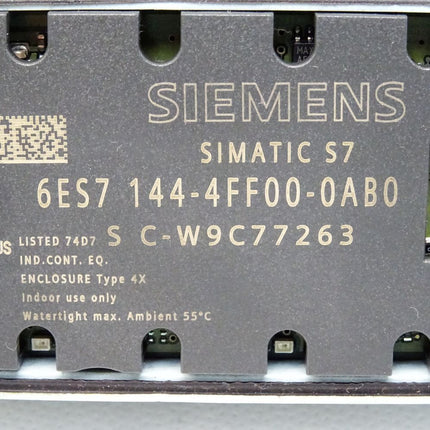 SIEMENS
SIMATIC S7
6ES7 144-4FF00-0AB0
S C-W9C77263
US LISTED 74D7
IND.CONT. EQ.
ENCLOSURE Type 4X
Indoor use only
Watertight max. Ambient 55°C